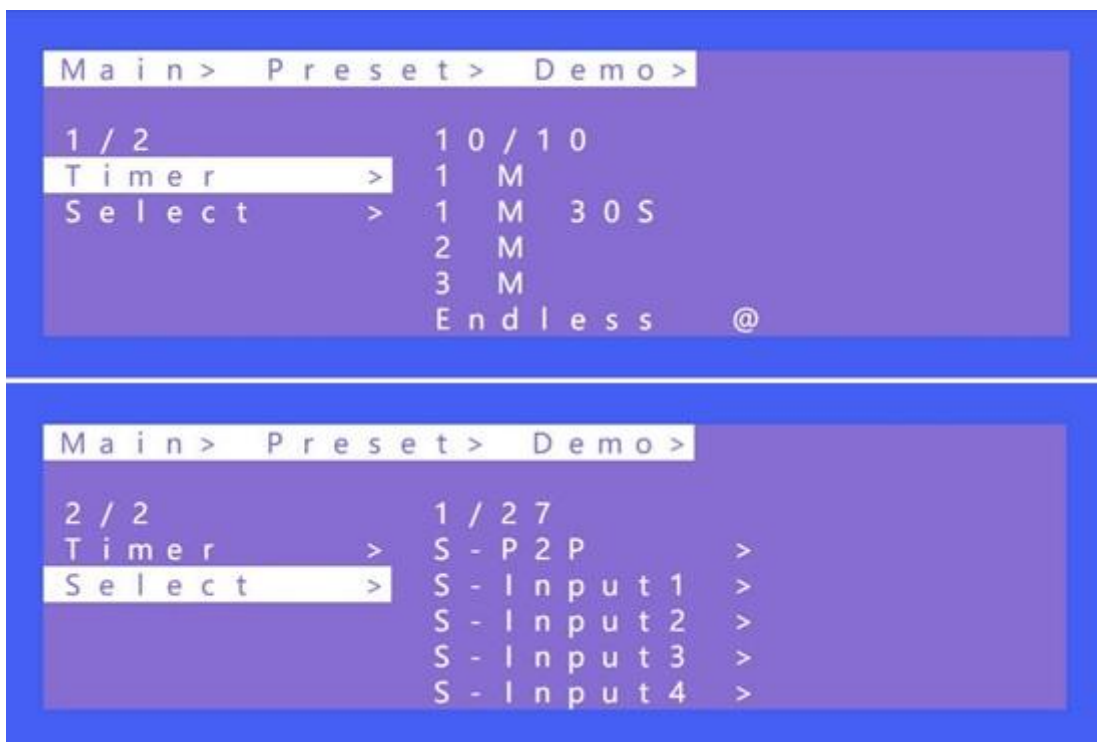 Main> Preset> Demo>
1/2 10/10
Timer > 1 M
Select > 1 M 30S
2 M
3 M
Endless @
Main> Preset> Demo>
2/2 1/27
Timer > S-P2P >
Select > S-Input1 >
S-Input2 >
S-Input3 >
S-Input4 >